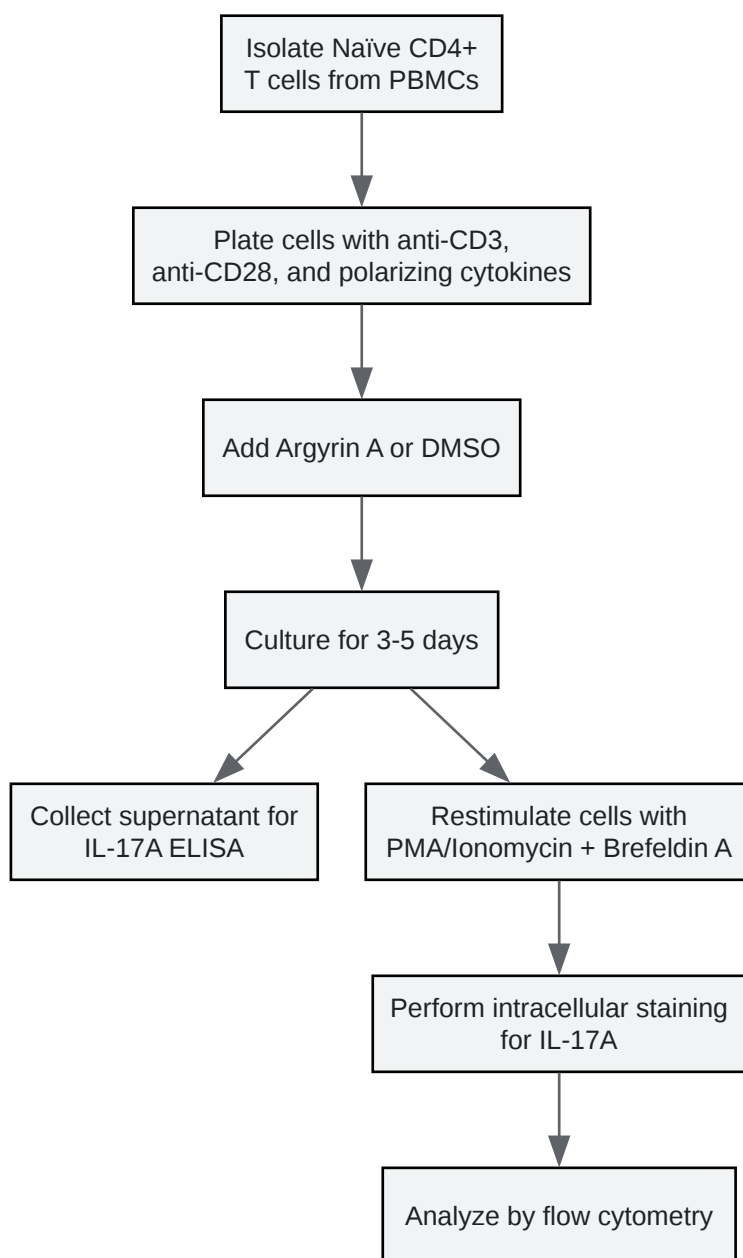 Isolate Naïve CD4+
T cells from PBMCs
Plate cells with anti-CD3,
anti-CD28, and polarizing cytokines
Add Argyrin A or DMSO
Culture for 3-5 days
Collect supernatant for
IL-17A ELISA
Restimulate cells with
PMA/Ionomycin + Brefeldin A
Perform intracellular staining
for IL-17A
Analyze by flow cytometry